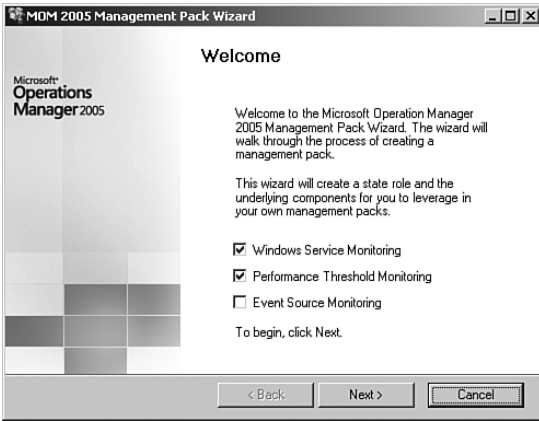 MOM 2005 Management Pack Wizard
Welcome
Microsoft®
Operations
Manager 2005
Welcome to the Microsoft Operation Manager
2005 Management Pack Wizard. The wizard will
walk through the process of creating a
management pack.
This wizard will create a state role and the
underlying components for you to leverage in
your own management packs.
Windows Service Monitoring
Performance Threshold Monitoring
Event Source Monitoring
To begin, click Next.
< Back
Next >
Cancel